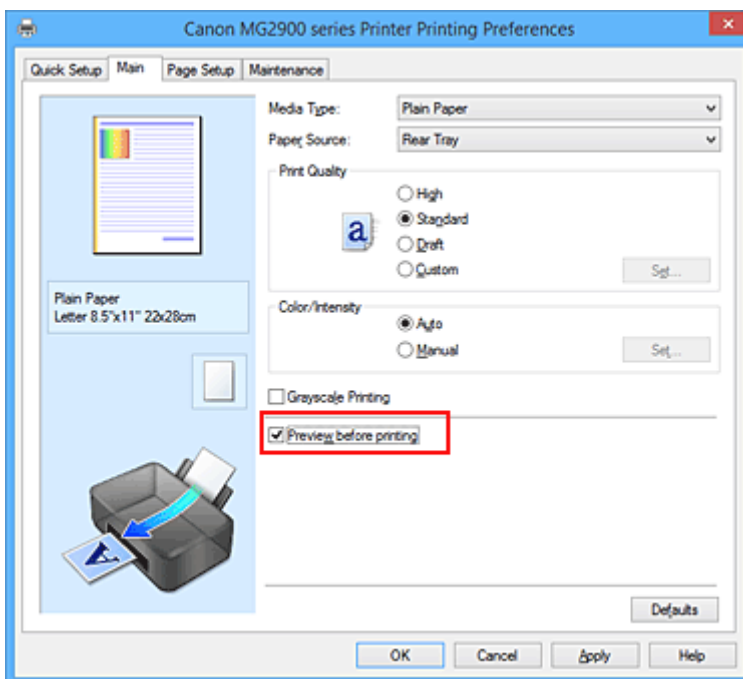 Canon MG2900 series Printer Printing Preferences
Quick Setup Main Page Setup Maintenance
Media Type: Plain Paper
Paper Source: Rear Tray
Print Quality
High
a Standard
Draft
Custom Set...
Plain Paper
Letter 8.5"x11" 22x28cm
Color/Intensity
Auto
Manual Set...
Grayscale Printing
Preview before printing
A
Defaults
OK Cancel Apply Help